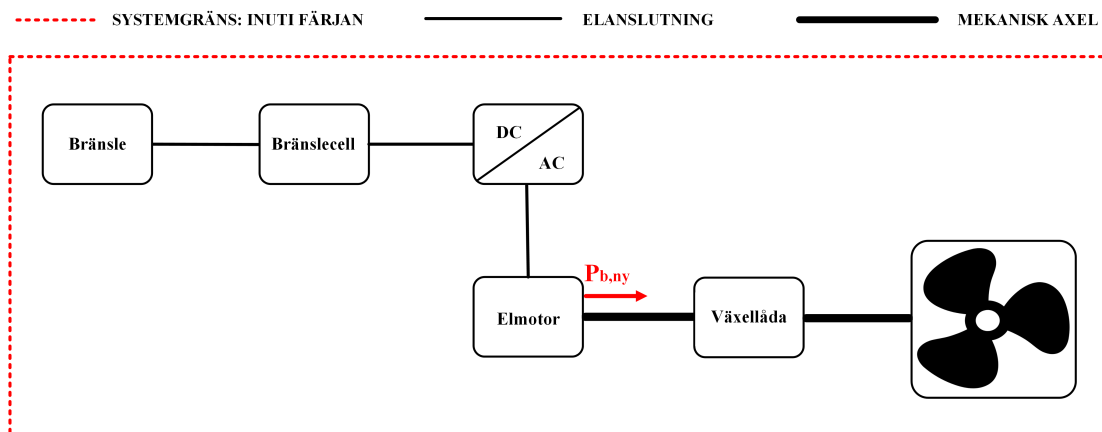 SYSTEMGRÄNS: INUTI FÄRJAN
ELANSLUTNING
MEKANISK AXEL
Bränsle
Bränslecell
DC
AC
Pb,ny
Elmotor
Växellåda